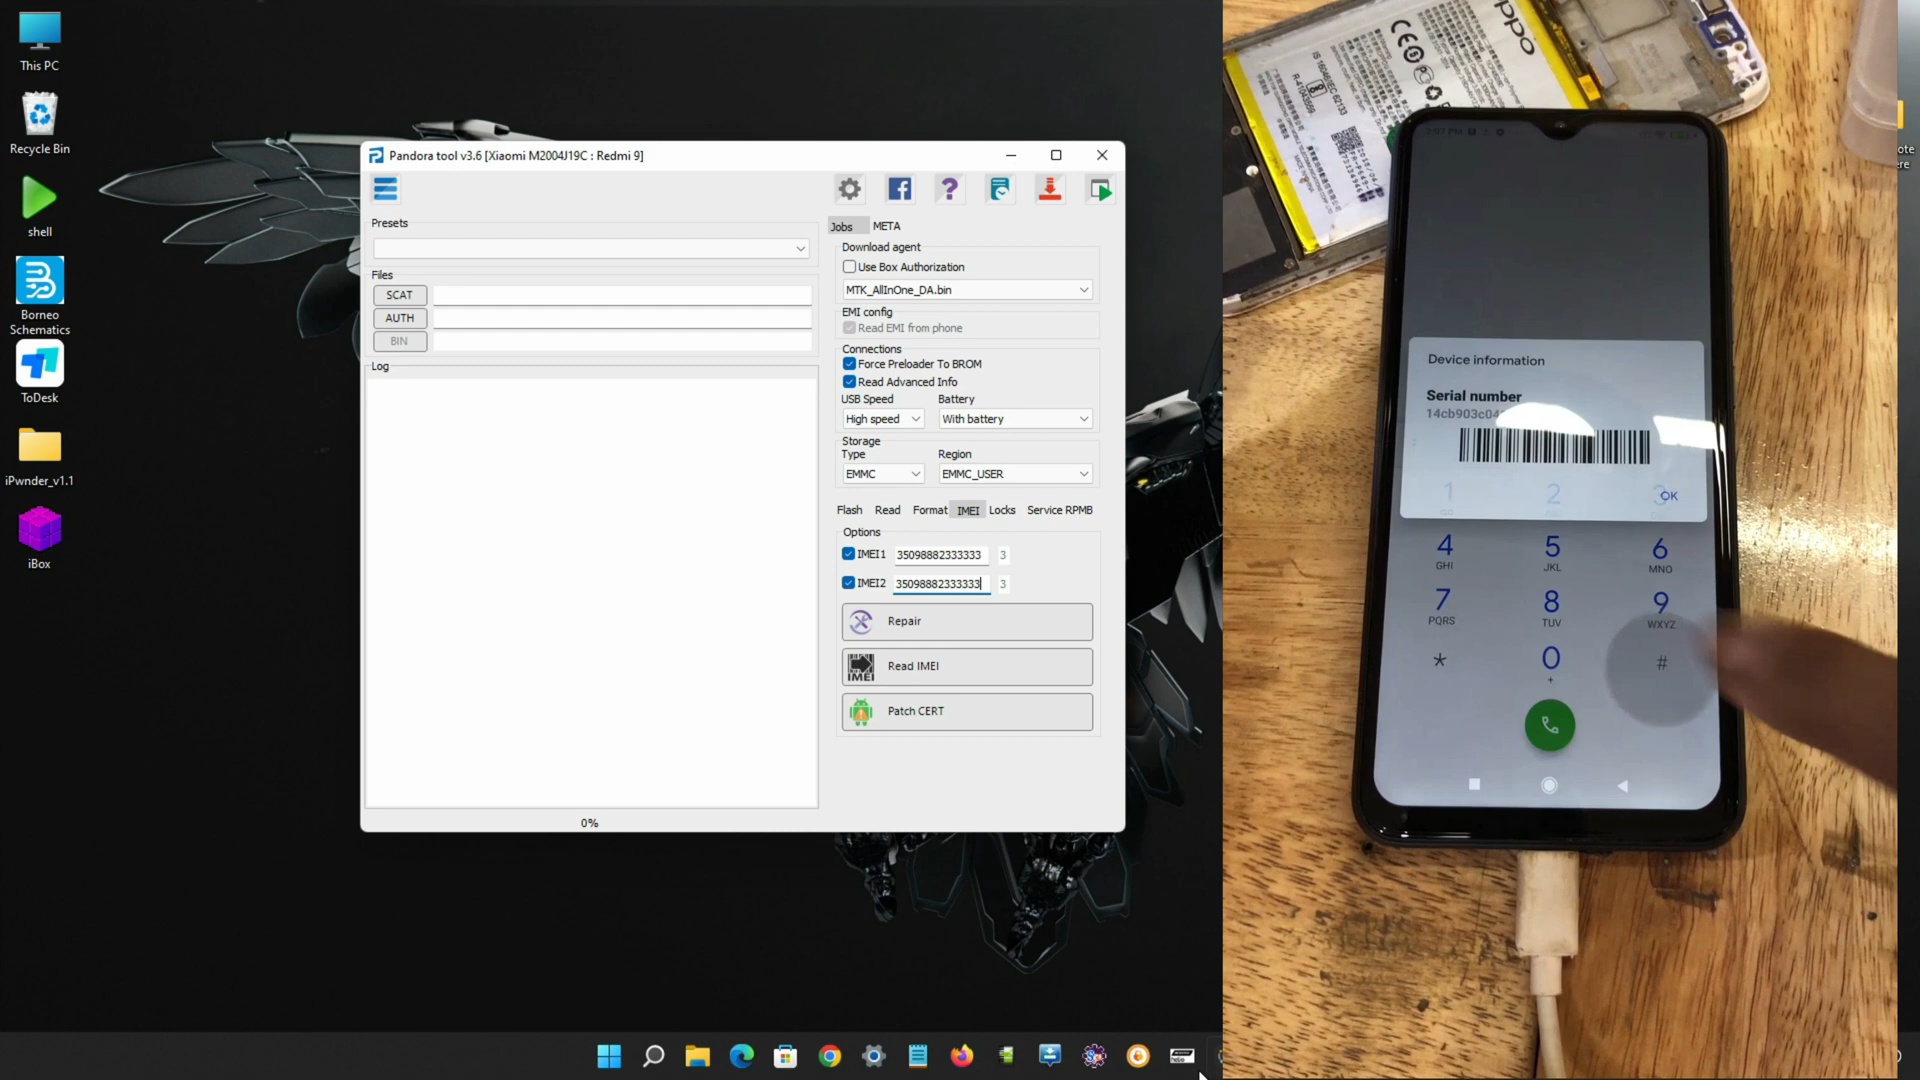 This PC
Recycle Bin
shell
Borneo
Schematics
ToDesk
iPwnder_v1.1
iBox
Pandora tool v3.6 [Xiaomi M2004J19C : Redmi 9]
Presets
Files
SCAT
AUTH
BIN
Log
0%
Jobs META
Download agent
Use Box Authorization
MTK_AllInOne_DA.bin
EMI config
Read EMI from phone
Connections
Force Preloader To BROM
Read Advanced Info
USB Speed Battery
High speed With battery
Storage
Type Region
EMMC EMMC_USER
Flash Read Format IMEI Locks Service RPMB
Options
IMEI1 35098882333333 3
IMEI2 35098882333333 3
Repair
IMEI Read IMEI
Patch CERT
oppo
Device information
Serial number
14cb903c04
1 2 3
OK
4 5 6
GHI JKL MNO
7 8 9
PQRS TUV WXYZ
* 0 #
+